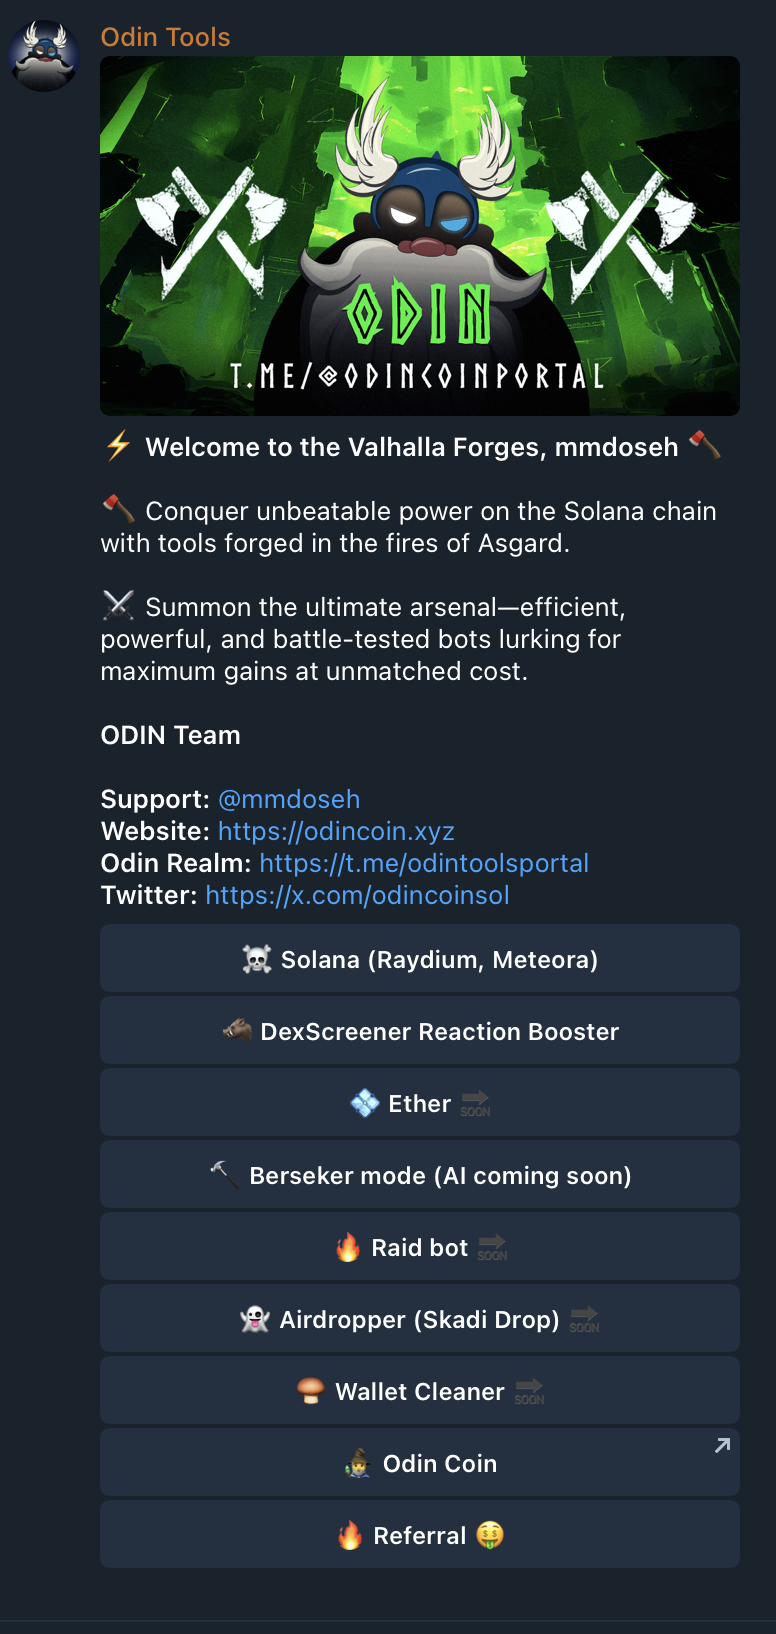 Odin Tools
ODIN
T.ME/@ODINCOINPORTAL
⚡ Welcome to the Valhalla Forges, mmdoseh 🪓
🪓 Conquer unbeatable power on the Solana chain
with tools forged in the fires of Asgard.
⚔️ Summon the ultimate arsenal—efficient,
powerful, and battle-tested bots lurking for
maximum gains at unmatched cost.
ODIN Team
Support: @mmdoseh
Website: https://odincoin.xyz
Odin Realm: https://t.me/odintoolsportal
Twitter: https://x.com/odincoinsol
☠️ Solana (Raydium, Meteora)
🐗 DexScreener Reaction Booster
💠 Ether 🔜
⛏️ Berseker mode (AI coming soon)
🔥 Raid bot 🔜
👻 Airdropper (Skadi Drop) 🔜
🍄 Wallet Cleaner 🔜
Odin Coin
🔥 Referral 🤑